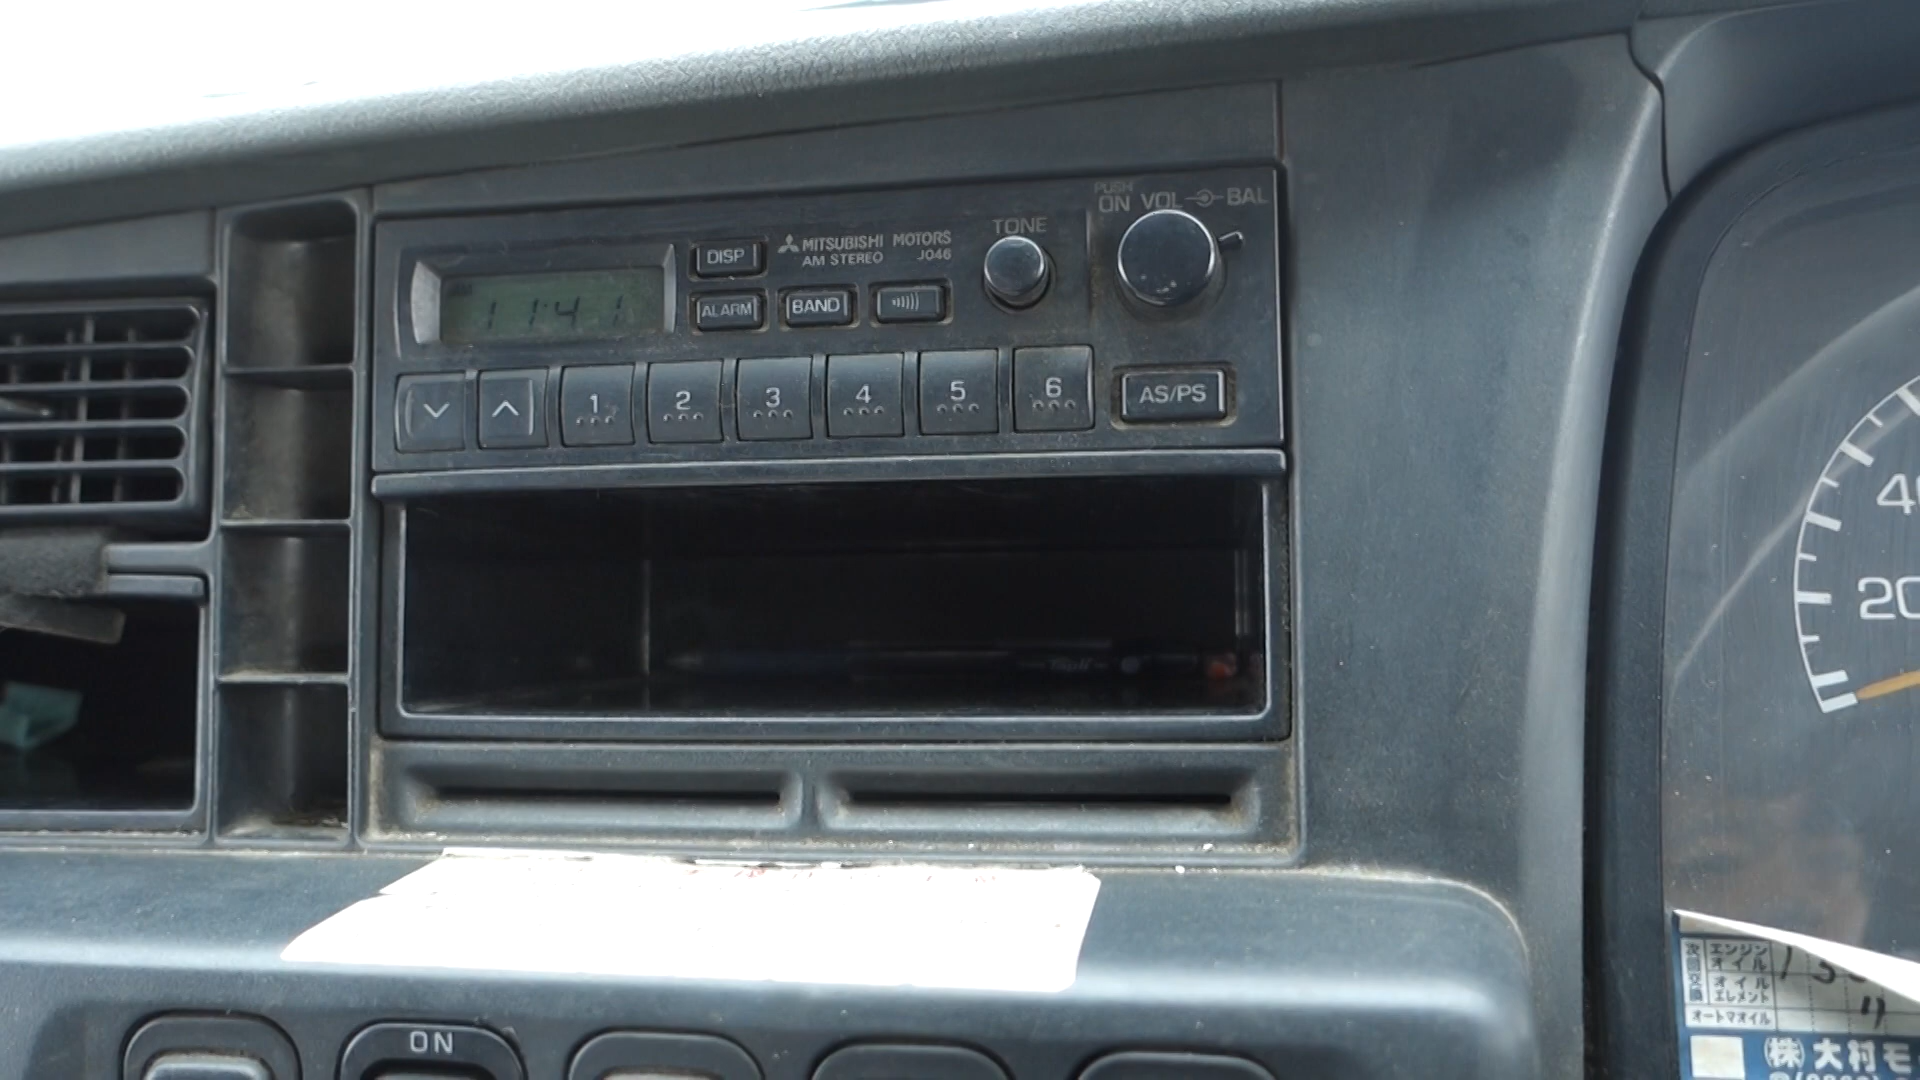 PUSH
ON VOL BAL
TONE
DISP
MITSUBISHI MOTORS
AM STEREO J046
11:41
ALARM
BAND
1
2
3
4
5
6
AS/PS
20
ON
次回交換
エンジンオイル
オイルエレメント
オートマオイル
(株)大村モ